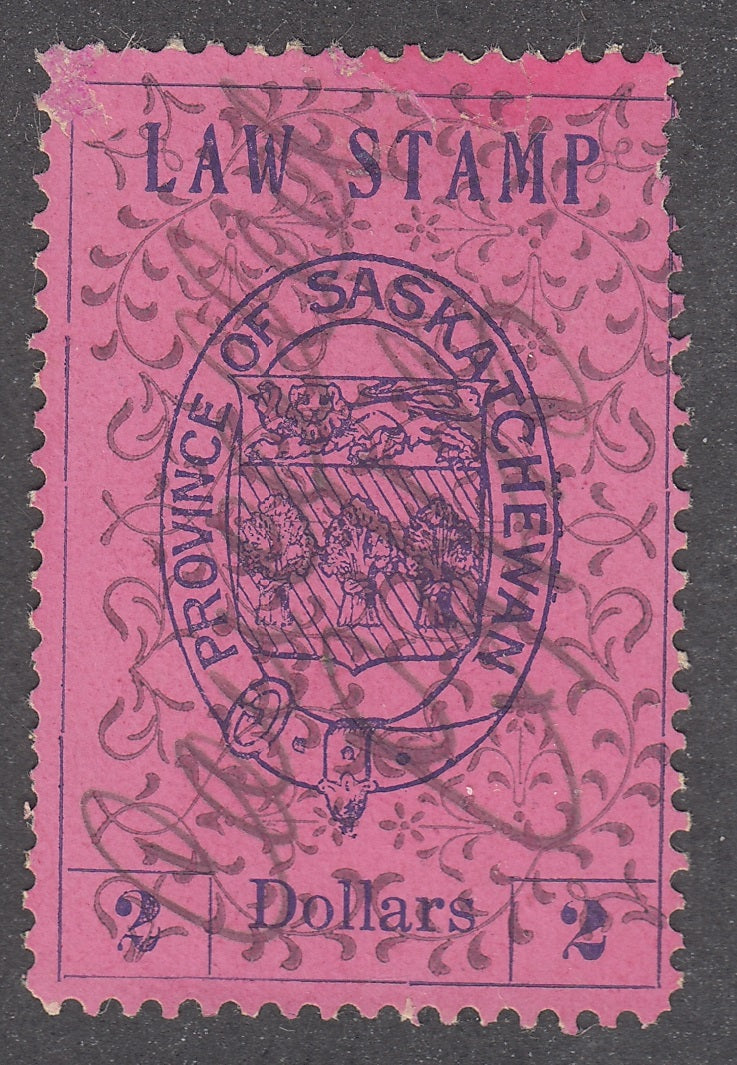 LAW STAMP
PROVINCE OF SASKATCHEWAN
2 Dollars 2